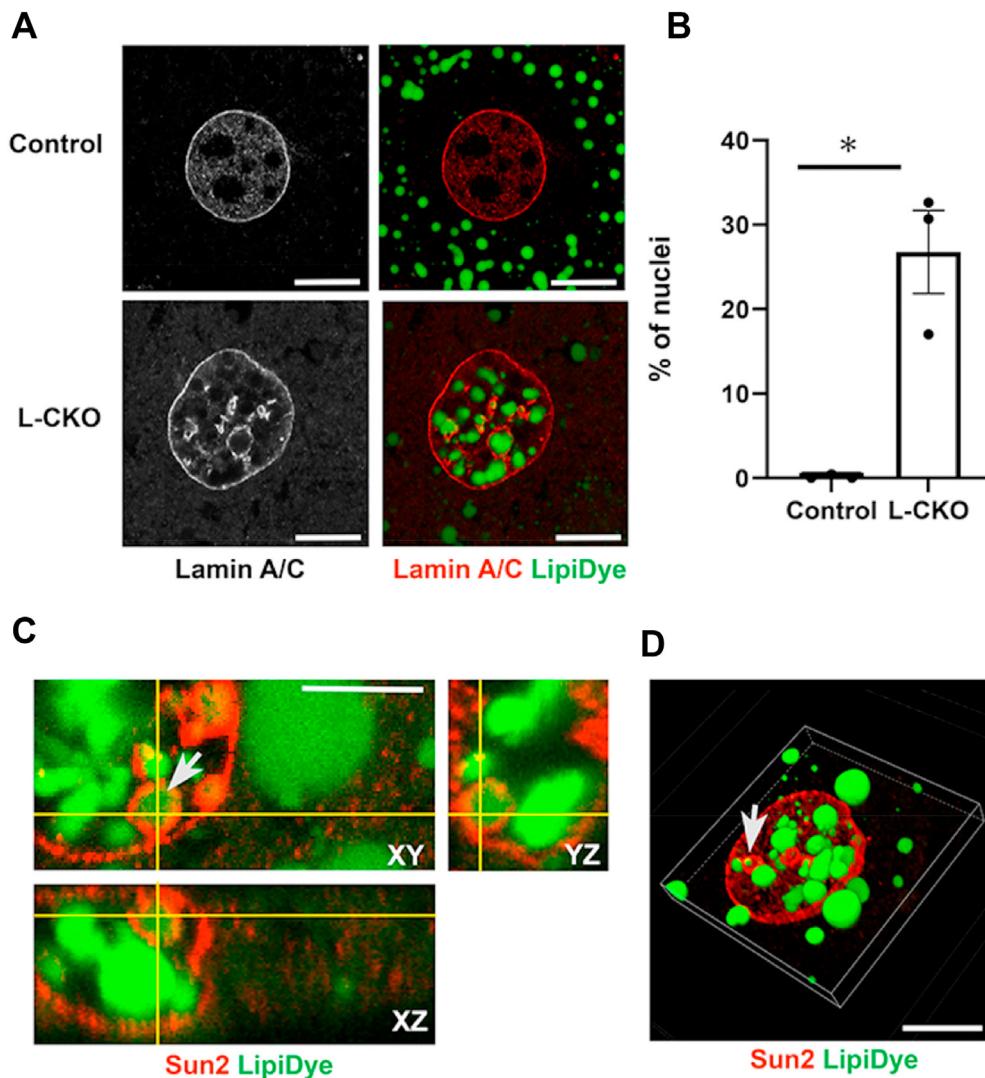 A
Control
L-CKO
Lamin A/C
Lamin A/C LipiDye
B
% of nuclei
40
30
20
10
0
*
Control L-CKO
C
XY
YZ
XZ
Sun2 LipiDye
D
Sun2 LipiDye